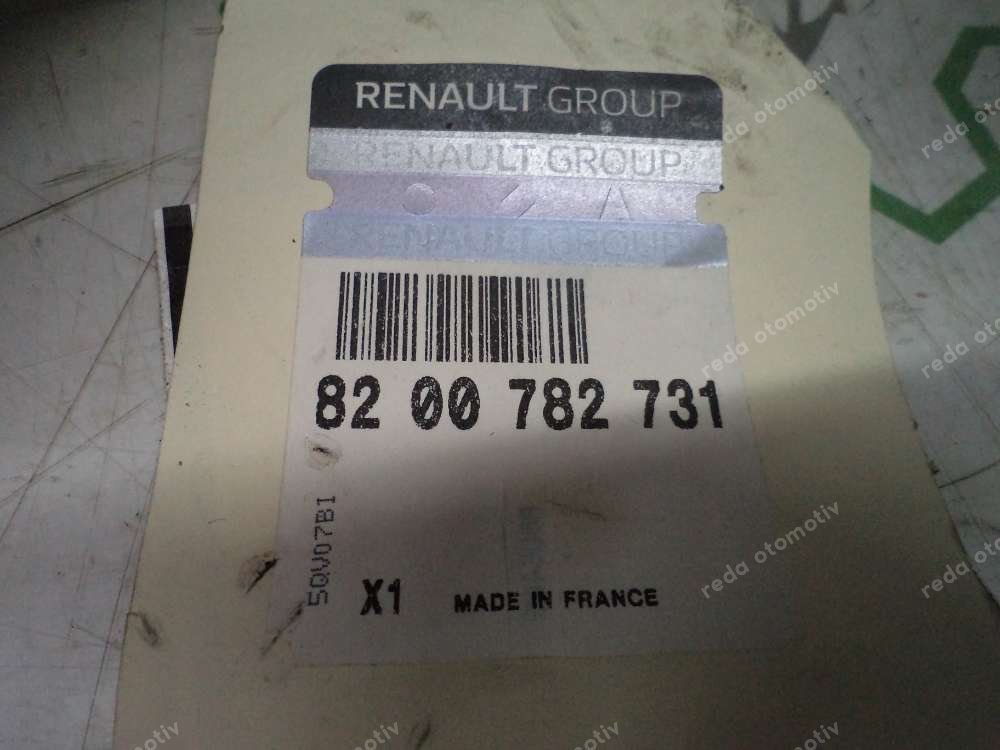 RENAULT GROUP
RENAULT GROUP
RENAULT GROUP
82 00 782 731
5QV07B1
X1 MADE IN FRANCE
reda otomotiv
reda otomotiv
reda otomotiv
reda otomotiv
reda otomotiv
reda otomotiv